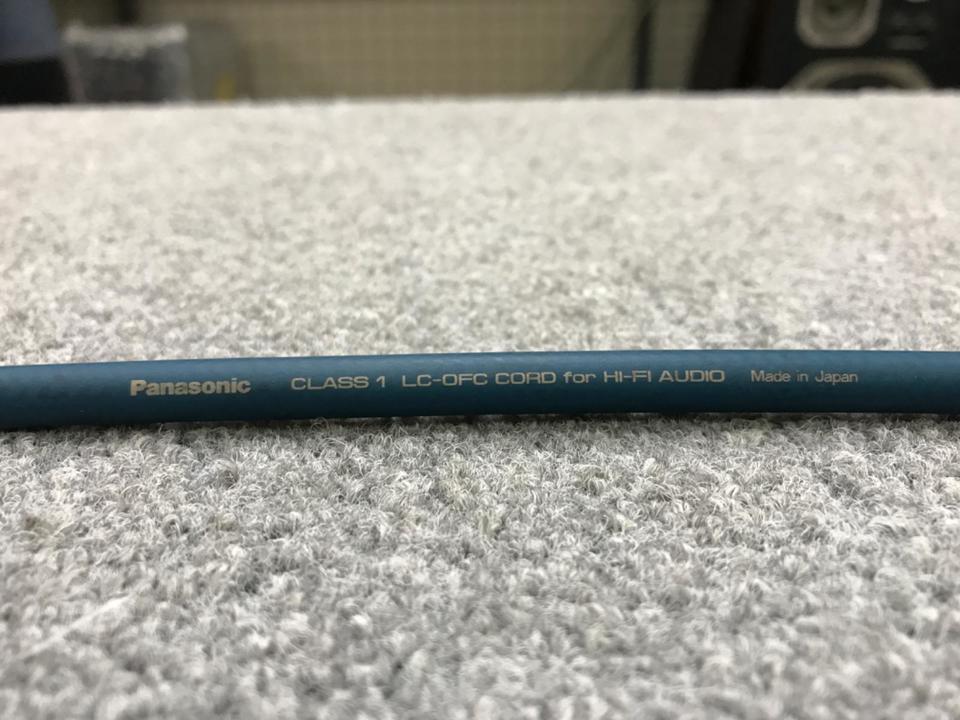 Panasonic CLASS 1 LC-OFC CORD for HI-FI AUDIO Made in Japan